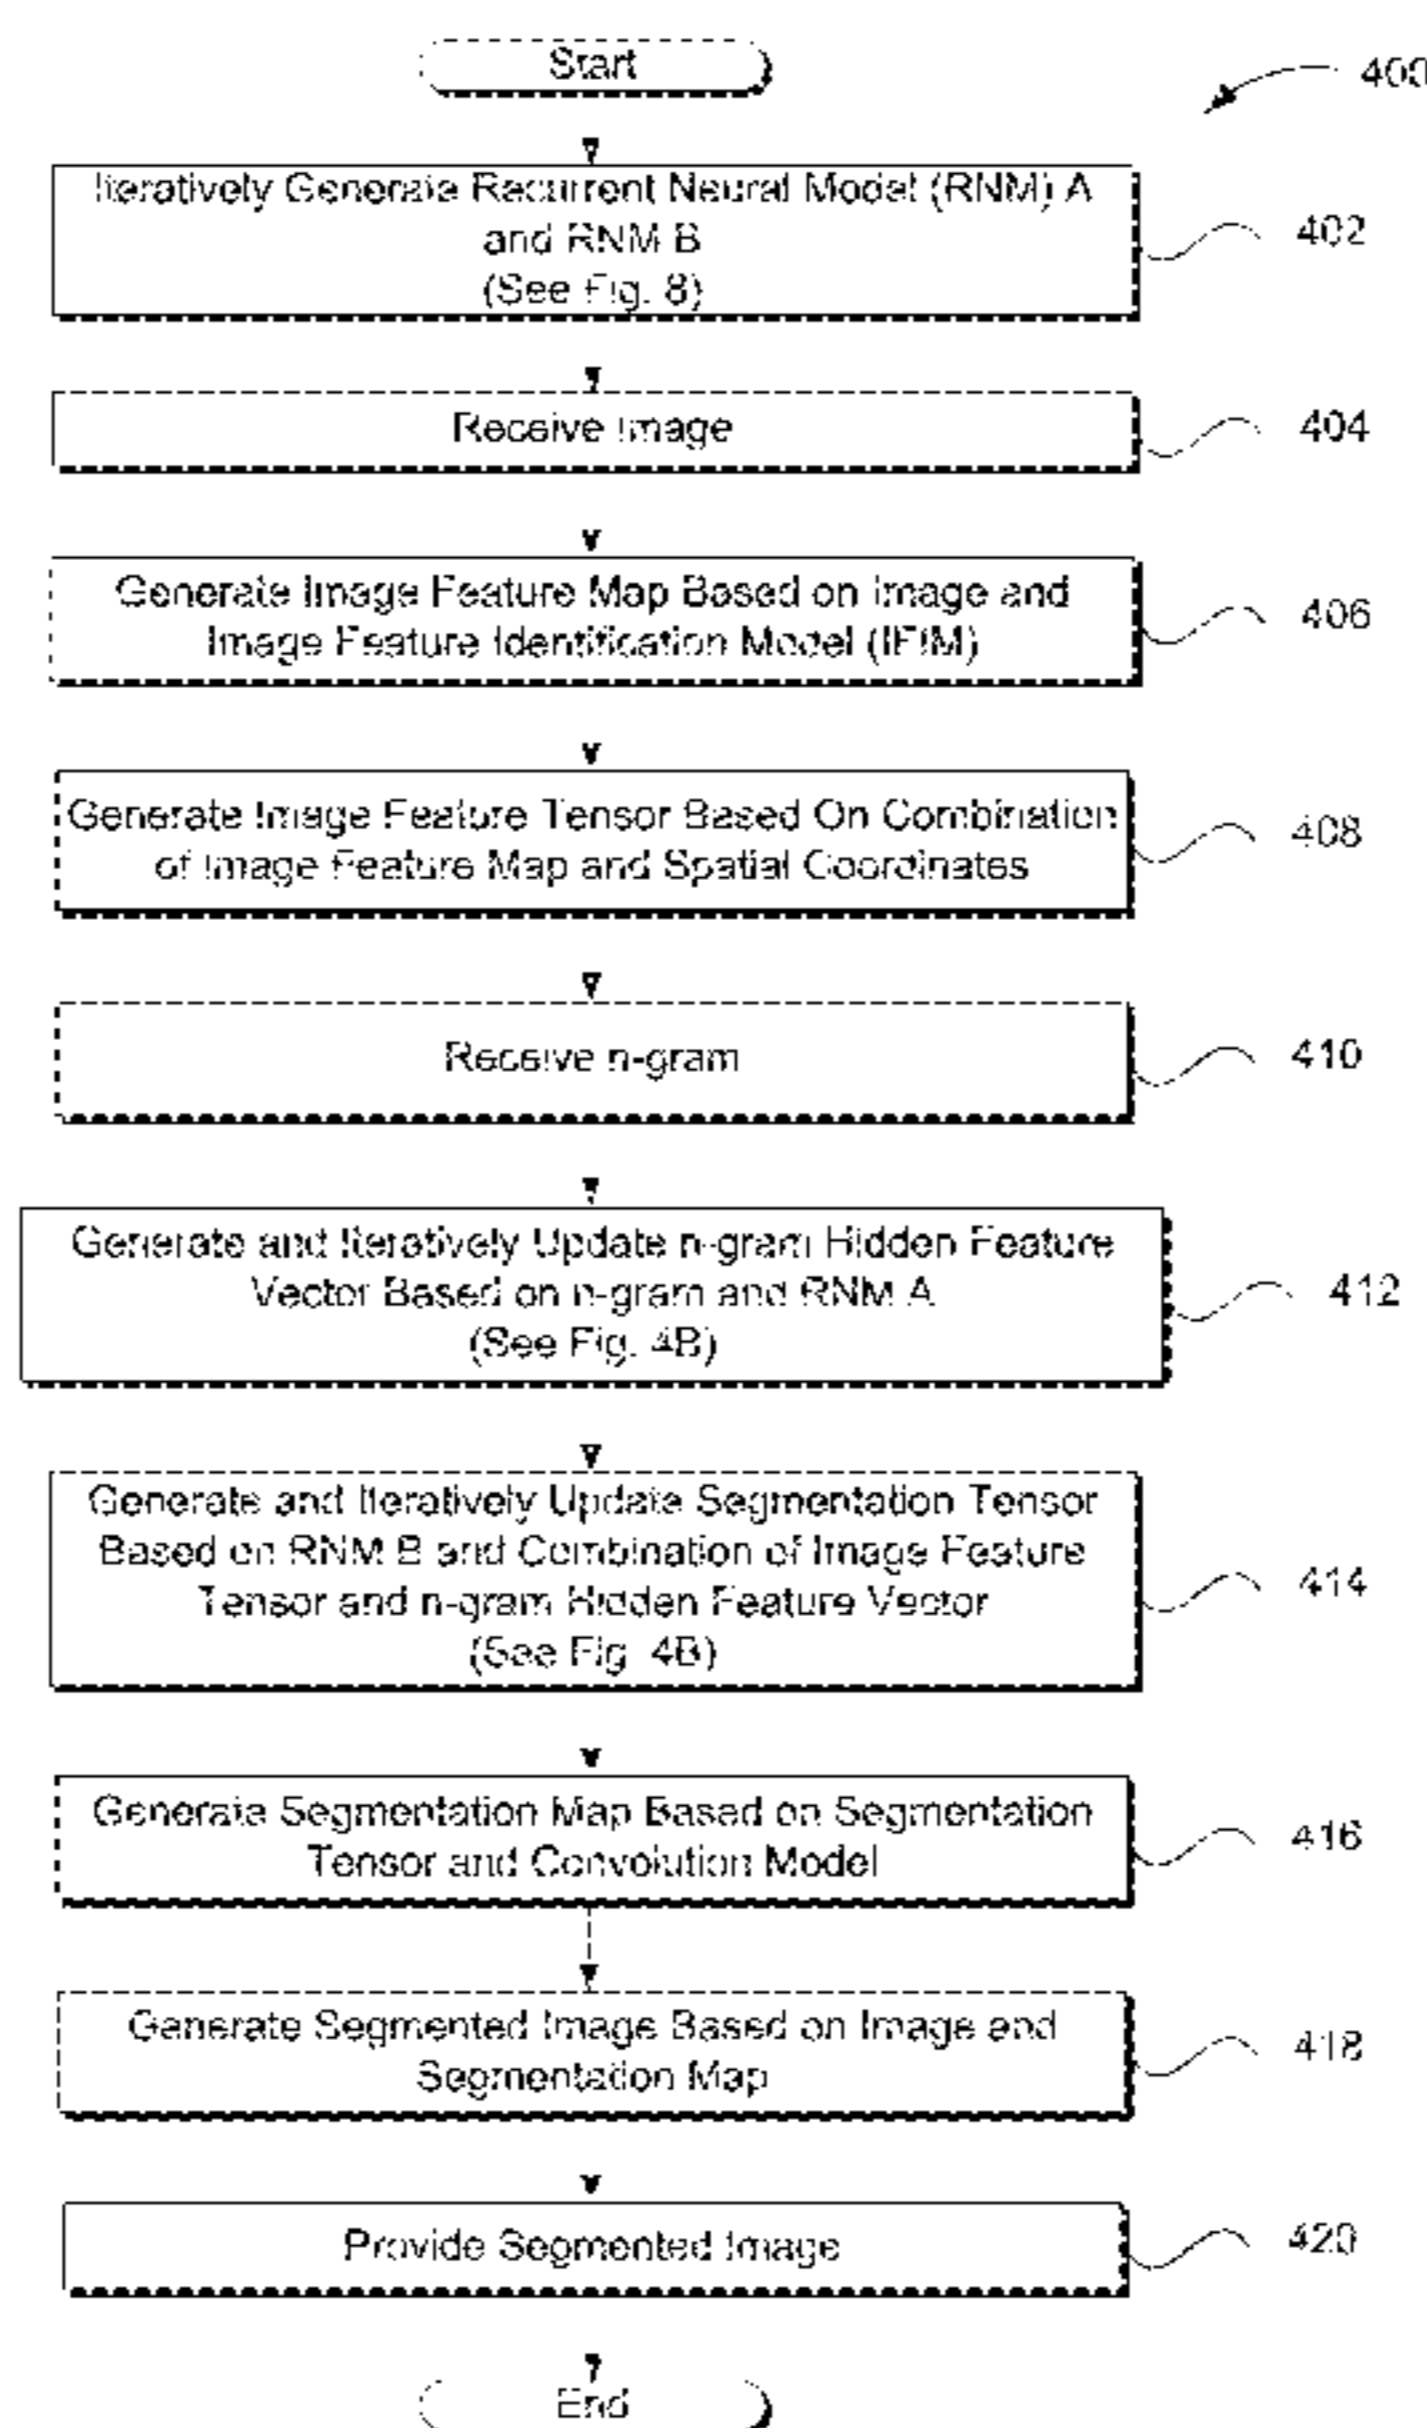 Start
400
Iteratively Generate Recurrent Neural Model (RNM) A
and RNM B
(See Fig. 8)
402
Receive Image
404
Generate Image Feature Map Based on Image and
Image Feature Identification Model (IFIM)
406
Generate Image Feature Tensor Based On Combination
of Image Feature Map and Spatial Coordinates
408
Receive n-gram
410
Generate and Iteratively Update n-gram Hidden Feature
Vector Based on n-gram and RNM A
(See Fig. 4B)
412
Generate and Iteratively Update Segmentation Tensor
Based on RNM B and Combination of Image Feature
Tensor and n-gram Hidden Feature Vector
(See Fig. 4B)
414
Generate Segmentation Map Based on Segmentation
Tensor and Convolution Model
416
Generate Segmented Image Based on Image and
Segmentation Map
418
Provide Segmented Image
420
End